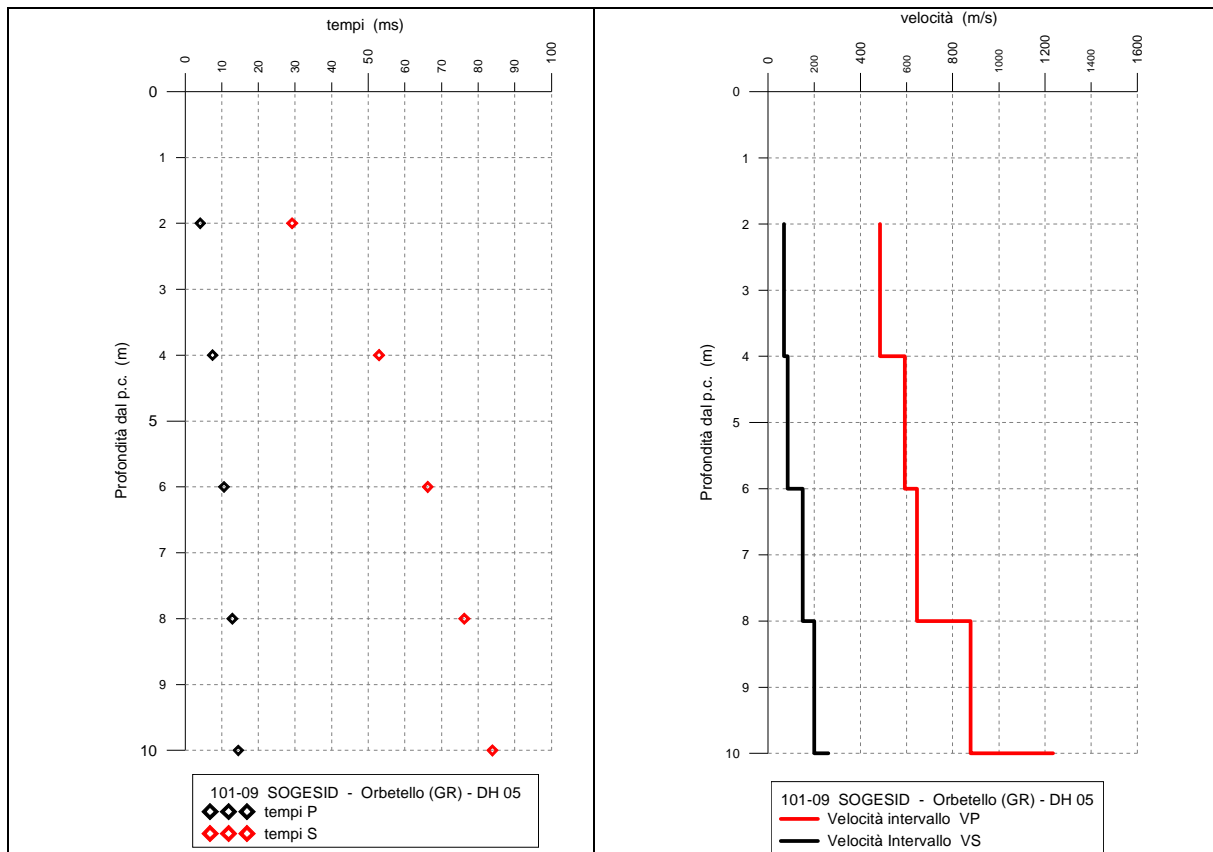 tempi (ms)
0 10 20 30 40 50 60 70 80 90 100
0
1
2
3
4
5
6
7
8
9
10
Profondità dal p.c. (m)
101-09 SOGESID - Orbetello (GR) - DH 05
tempi P
tempi S
velocità (m/s)
0 200 400 600 800 1000 1200 1400 1600
0
1
2
3
4
5
6
7
8
9
10
Profondità dal p.c. (m)
101-09 SOGESID - Orbetello (GR) - DH 05
Velocità intervallo VP
Velocità Intervallo VS